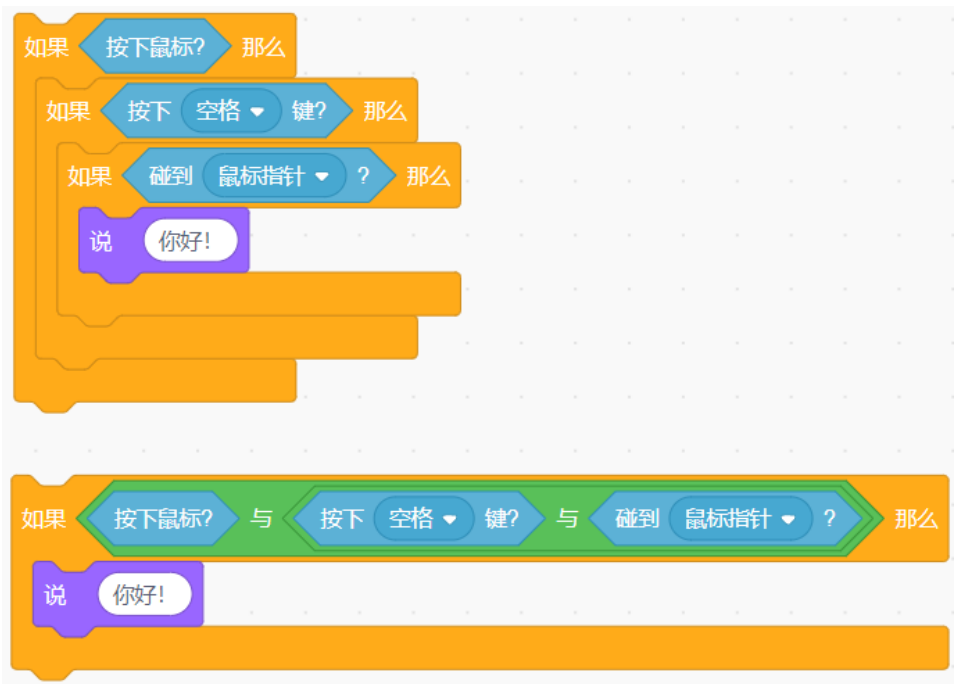 如果 按下鼠标? 那么
如果 按下 空格 键? 那么
如果 碰到 鼠标指针 ? 那么
说 你好!
如果 按下鼠标? 与 按下 空格 键? 与 碰到 鼠标指针 ? 那么
说 你好!